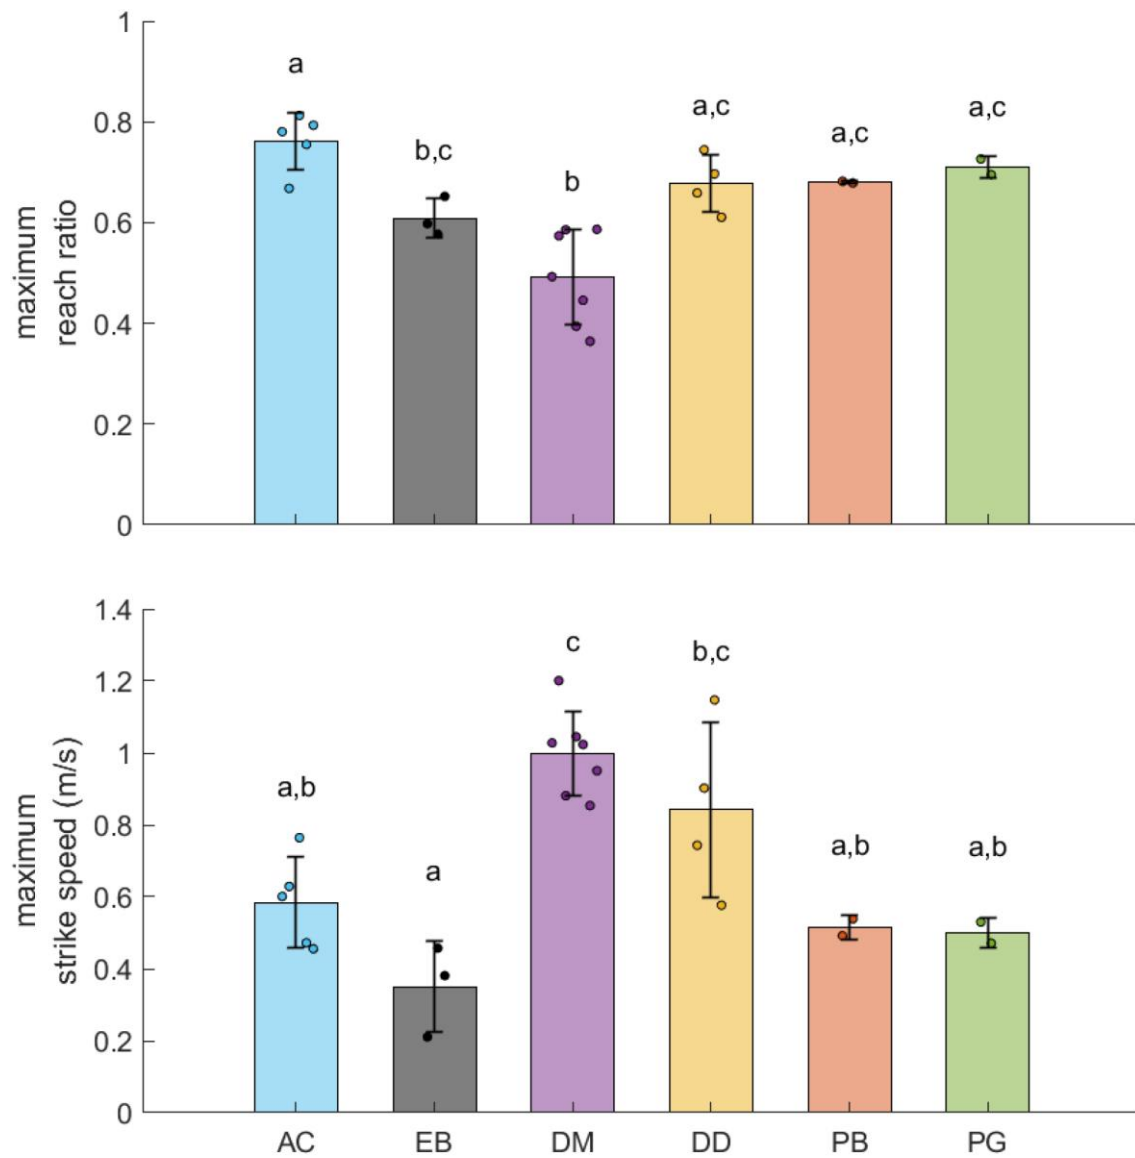 1
a
0.8
a,c
a,c
a,c
b,c
b
0.6
maximum
reach ratio
0.4
0.2
0
1.4
c
b,c
1.2
1
maximum
strike speed (m/s)
a,b
0.8
a
a,b
a,b
0.6
0.4
0.2
0
AC EB DM DD PB PG